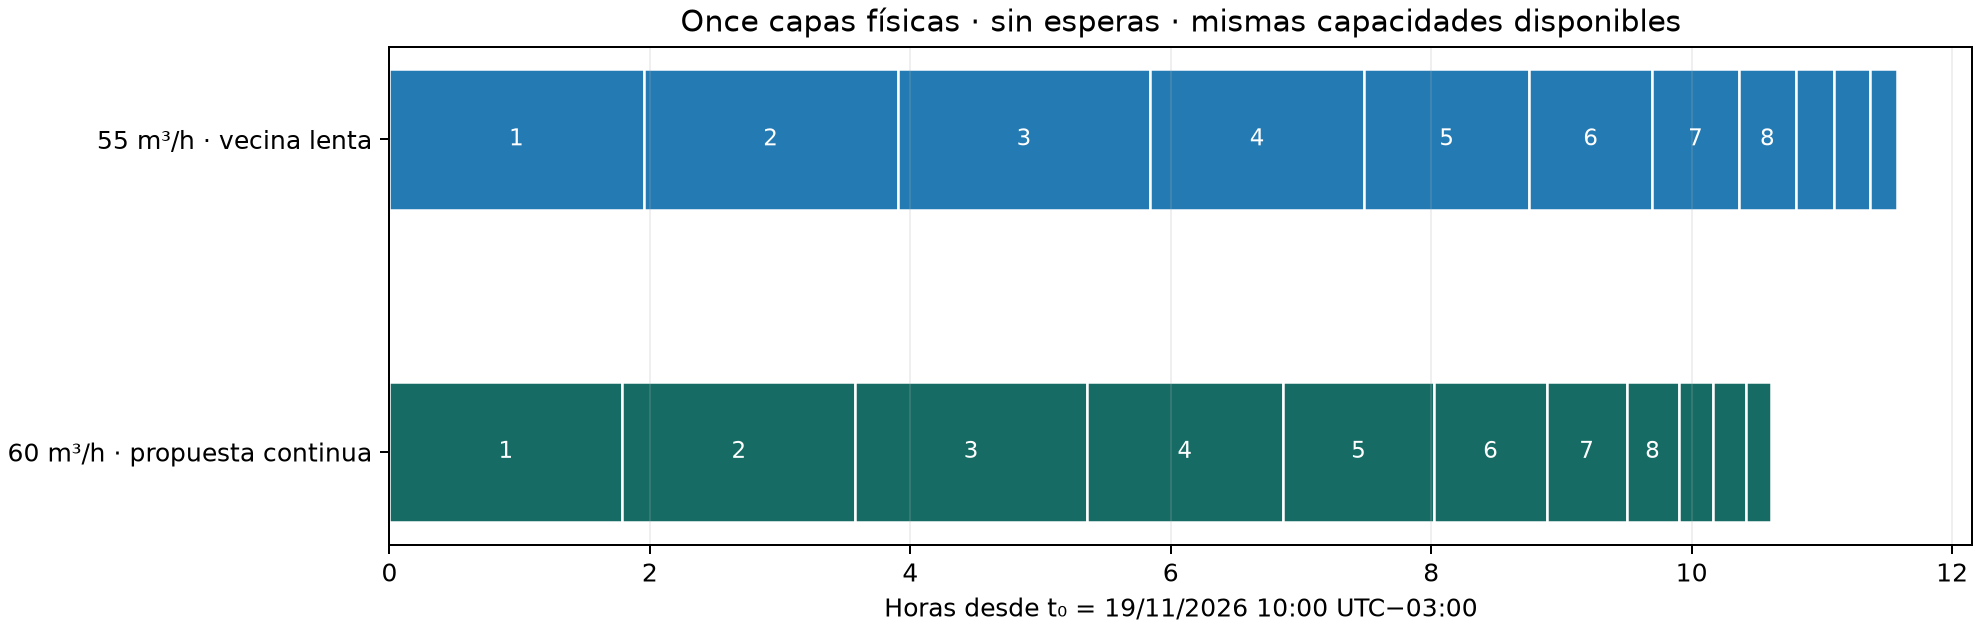 Once capas físicas · sin esperas · mismas capacidades disponibles
55 m³/h · vecina lenta
1 2 3 4 5 6 7 8
60 m³/h · propuesta continua
1 2 3 4 5 6 7 8
0 2 4 6 8 10 12
Horas desde t₀ = 19/11/2026 10:00 UTC−03:00